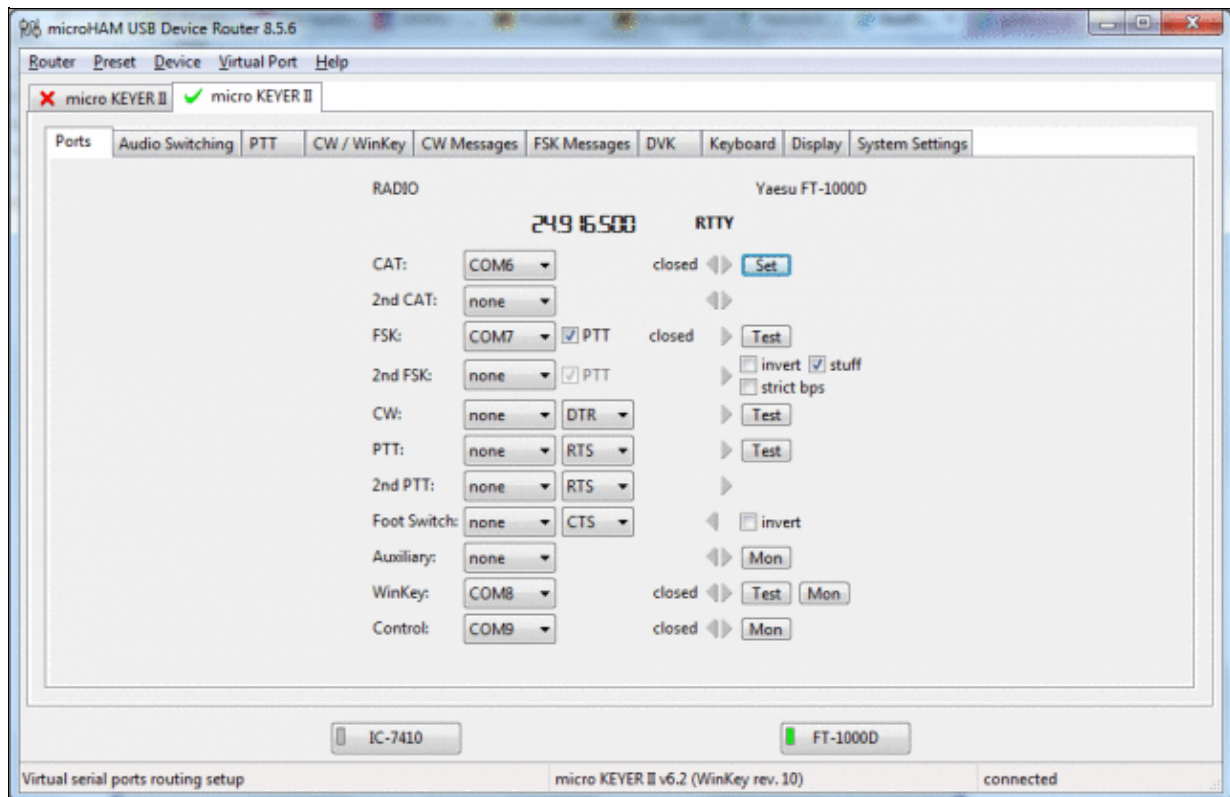 microHAM USB Device Router 8.5.6
Router Preset Device Virtual Port Help
micro KEYER II micro KEYER II
Ports Audio Switching PTT CW / WinKey CW Messages FSK Messages DVK Keyboard Display System Settings
RADIO Yaesu FT-1000D
24.916.500 RTTY
CAT: COM6 closed Set
2nd CAT: none
FSK: COM7 PTT closed Test
2nd FSK: none PTT invert stuff
strict bps
CW: none DTR Test
PTT: none RTS Test
2nd PTT: none RTS
Foot Switch: none CTS invert
Auxiliary: none Mon
WinKey: COM8 closed Test Mon
Control: COM9 closed Mon
IC-7410 FT-1000D
Virtual serial ports routing setup micro KEYER II v6.2 (WinKey rev. 10) connected